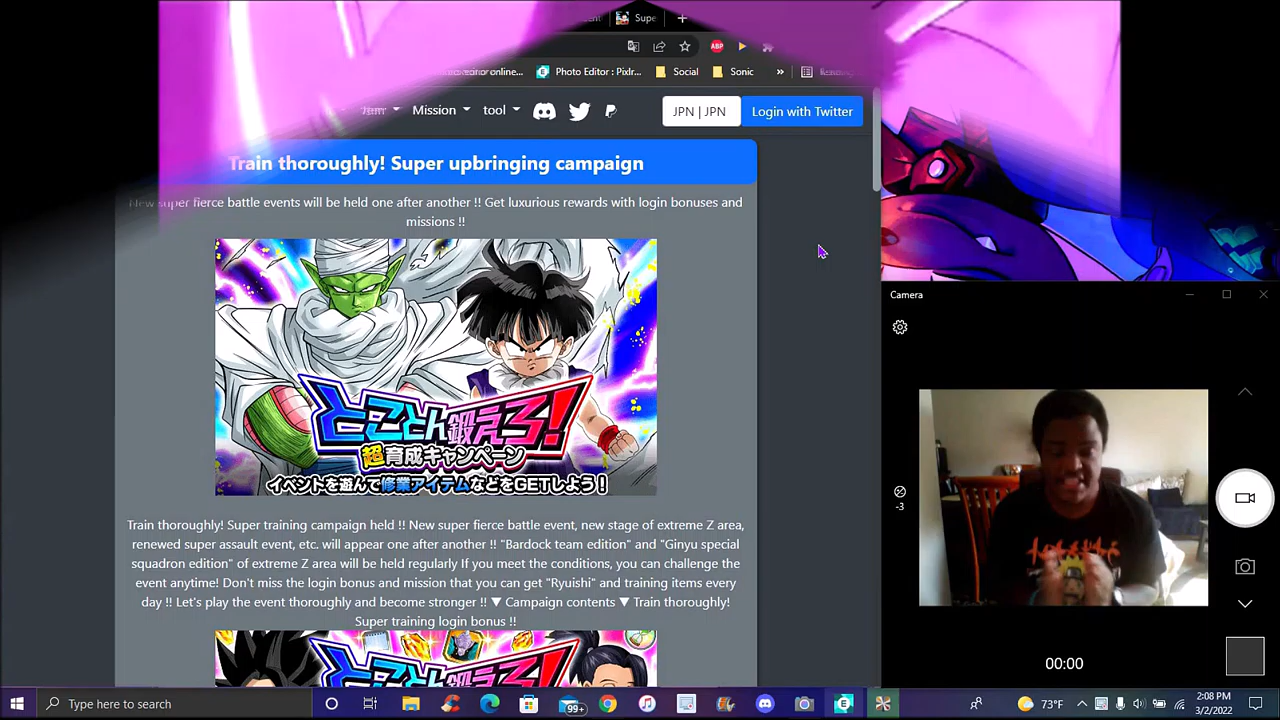 Supe
ABP
online...
Photo Editor : Pixlr...
Social
Sonic
»
Mission
tool
JPN | JPN
Login with Twitter
Train thoroughly! Super upbringing campaign
New super fierce battle events will be held one after another !! Get luxurious rewards with login bonuses and
missions !!
とことん鍛えろ!
超育成キャンペーン
イベントを遊んで修業アイテムなどをGETしよう!
Train thoroughly! Super training campaign held !! New super fierce battle event, new stage of extreme Z area,
renewed super assault event, etc. will appear one after another !! "Bardock team edition" and "Ginyu special
squadron edition" of extreme Z area will be held regularly If you meet the conditions, you can challenge the
event anytime! Don't miss the login bonus and mission that you can get "Ryuishi" and training items every
day !! Let's play the event thoroughly and become stronger !! ▼ Campaign contents ▼ Train thoroughly!
Super training login bonus !!
Camera
-3
00:00
Type here to search
99+
73°F
2:08 PM
3/2/2022